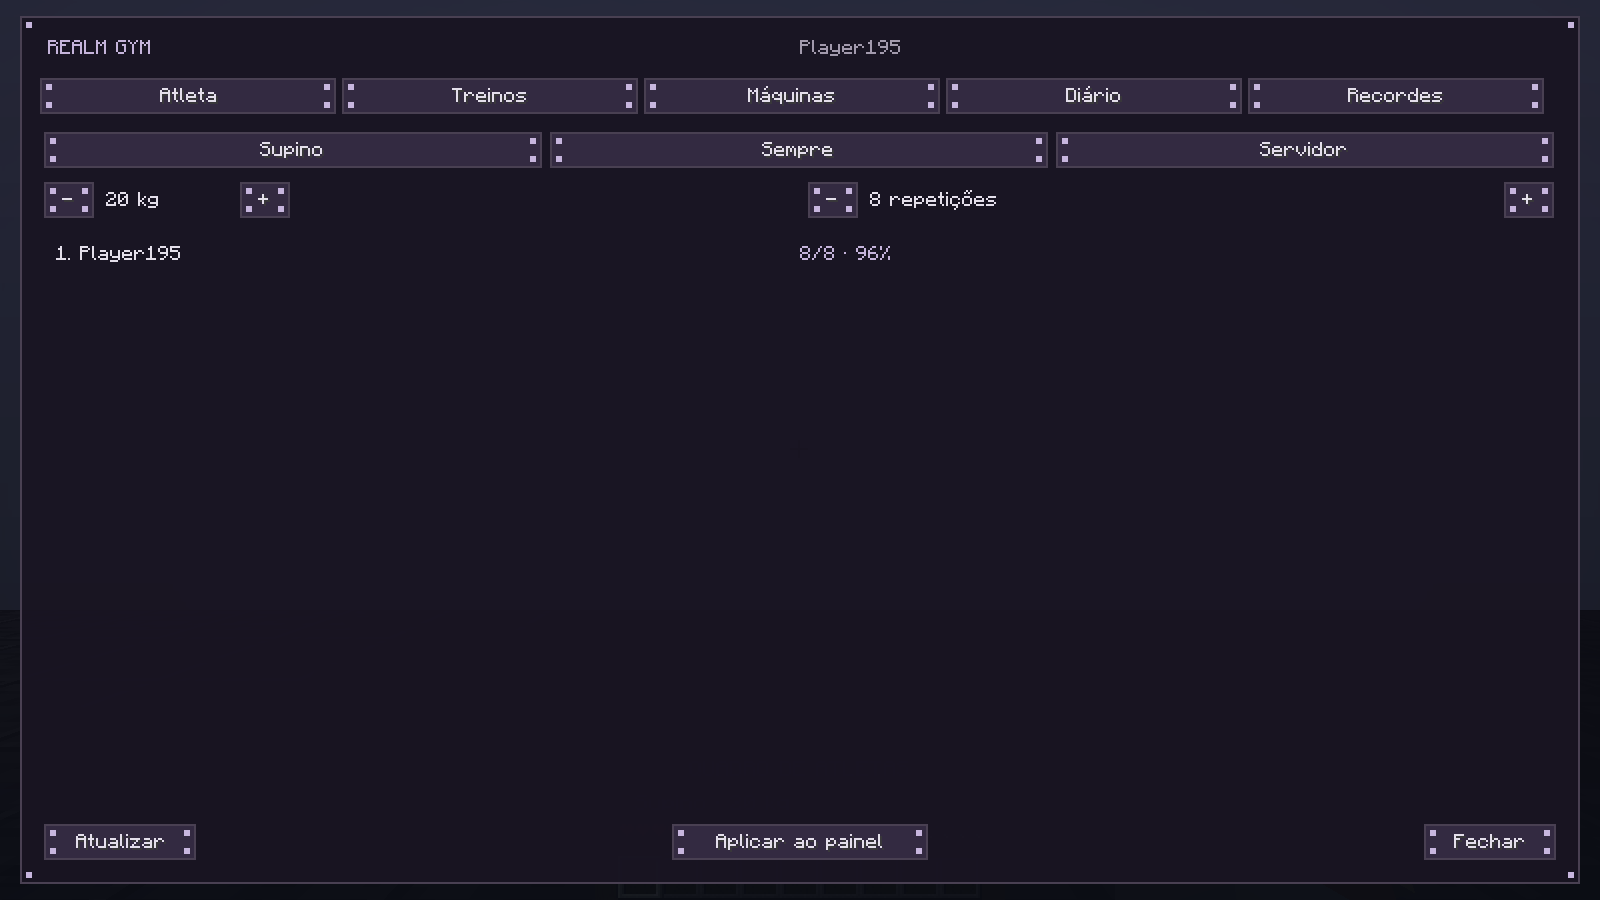 REALM GYM Player195
Atleta Treinos Máquinas Diário Recordes
Supino Sempre Servidor
- 20 kg + - 8 repetições +
1. Player195 8/8 · 96%
Atualizar Aplicar ao painel Fechar